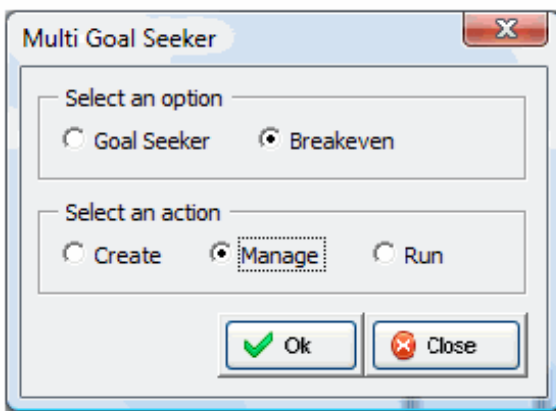 Multi Goal Seeker
Select an option
Goal Seeker Breakeven
Select an action
Create Manage Run
Ok Close